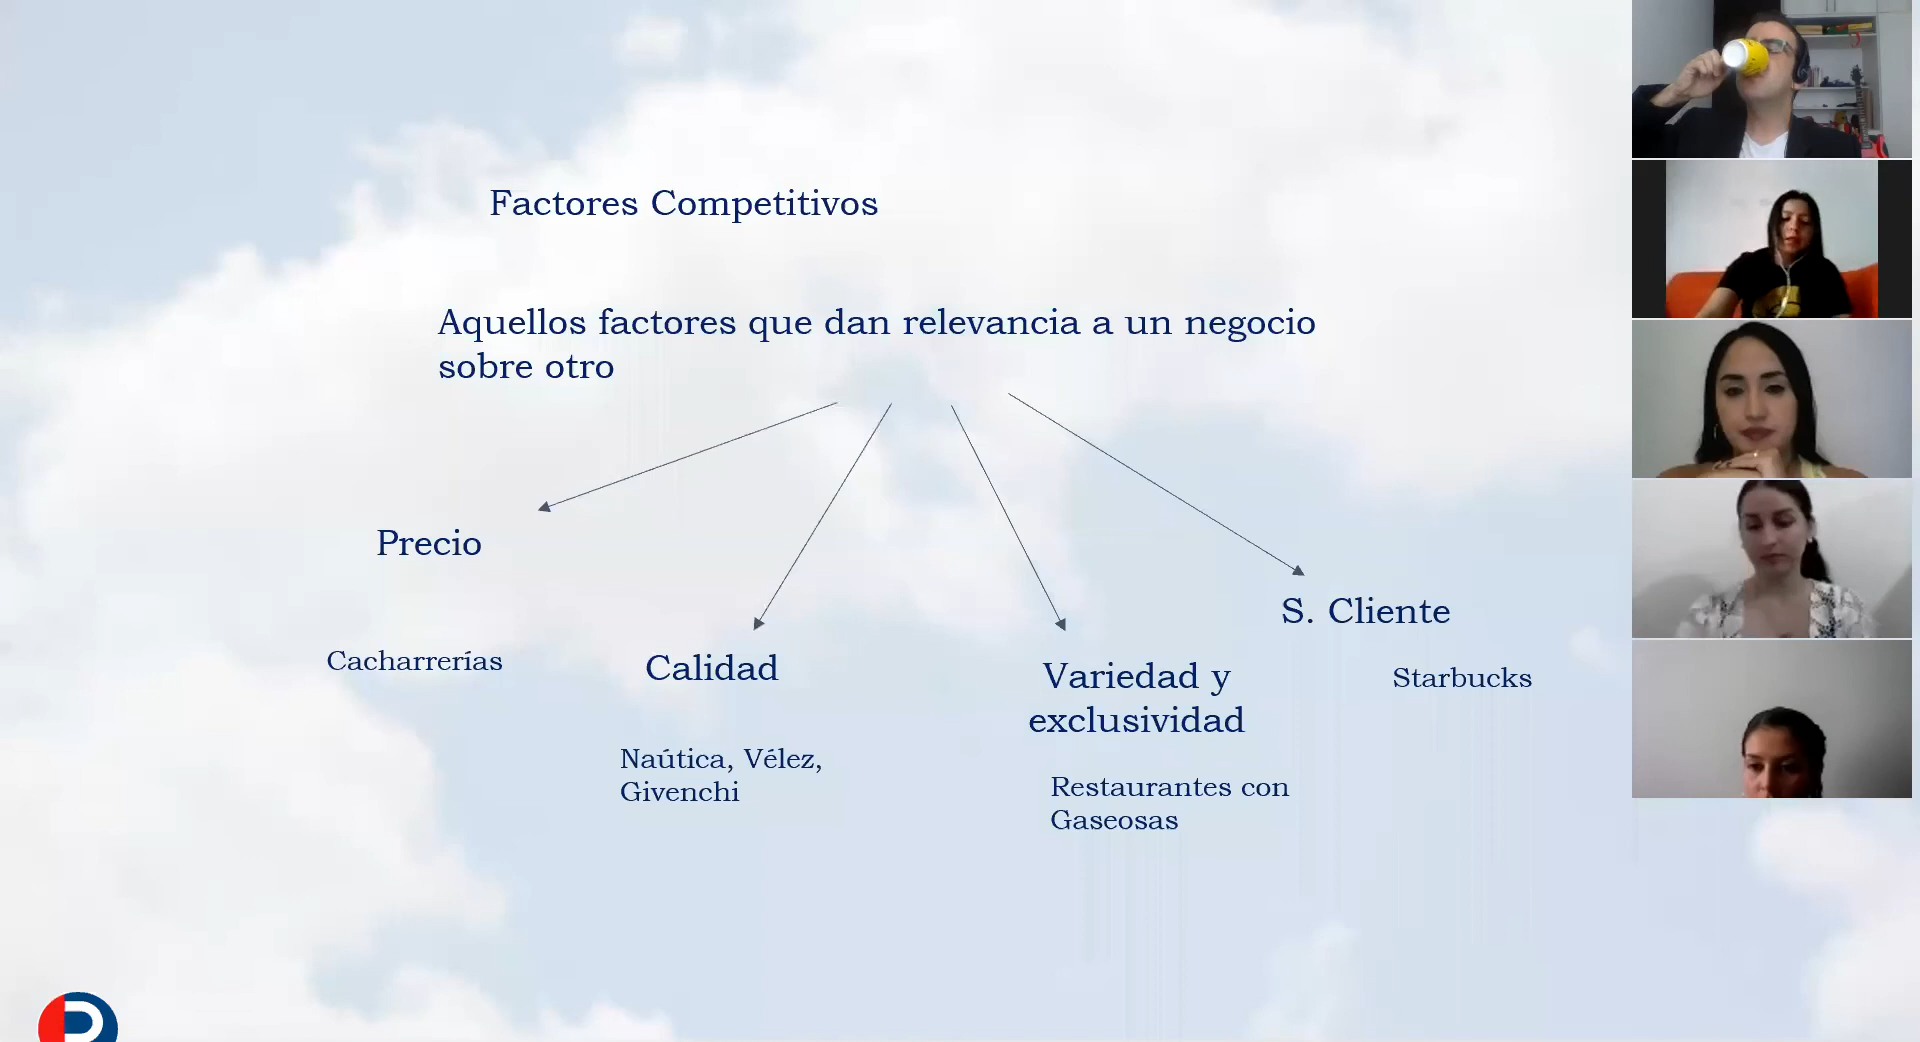 Factores Competitivos
Aquellos factores que dan relevancia a un negocio
sobre otro
Precio
Cacharrerías
Calidad
Naútica, Vélez,
Givenchi
Variedad y
exclusividad
Restaurantes con
Gaseosas
S. Cliente
Starbucks